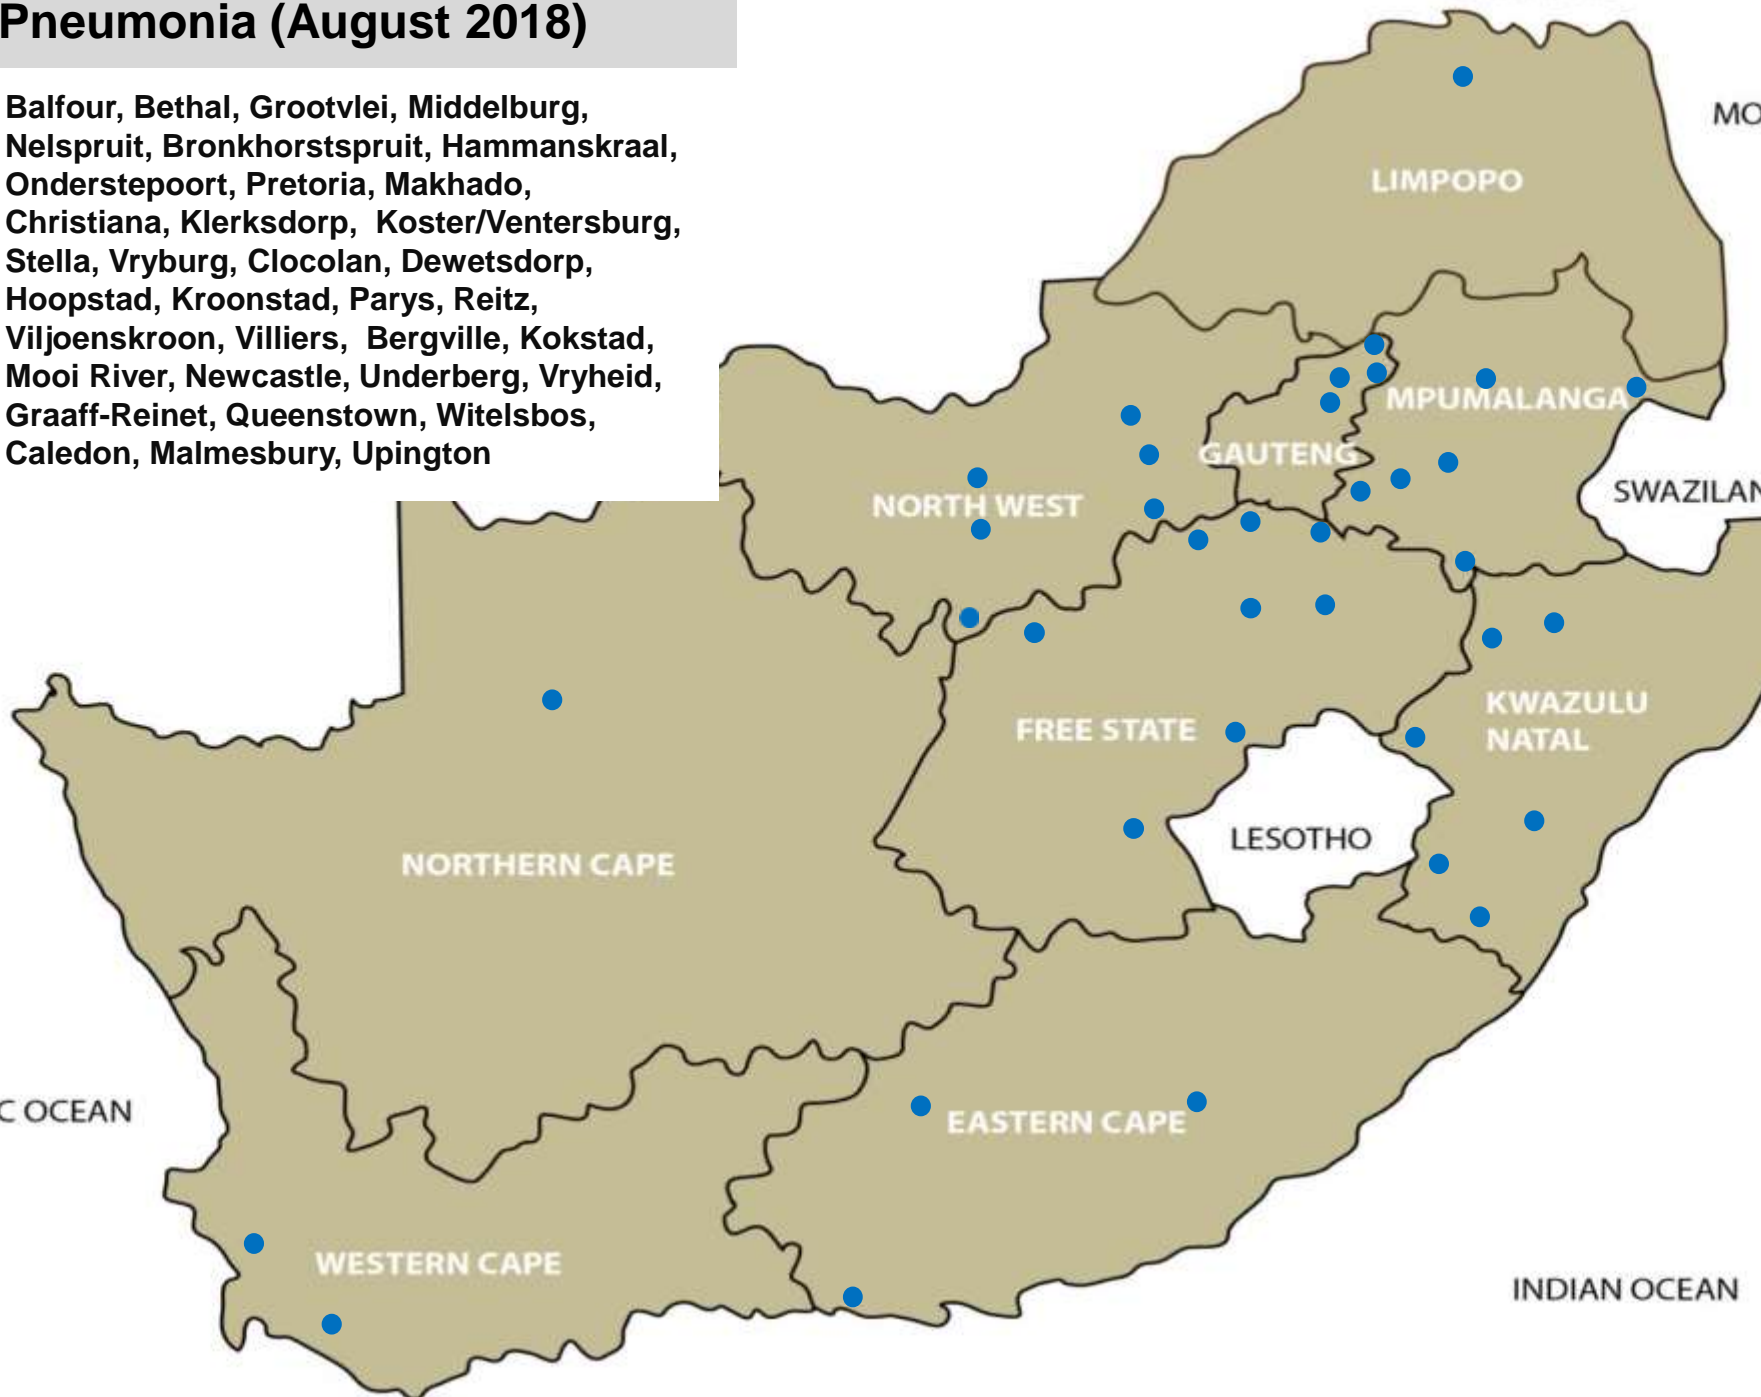 Pneumonia (August 2018)
Balfour, Bethal, Grootvlei, Middelburg,
Nelspruit, Bronkhorstspruit, Hammanskraal,
Onderstepoort, Pretoria, Makhado,
Christiana, Klerksdorp, Koster/Ventersburg,
Stella, Vryburg, Clocolan, Dewetsdorp,
Hoopstad, Kroonstad, Parys, Reitz,
Viljoenskroon, Villiers, Bergville, Kokstad,
Mooi River, Newcastle, Underberg, Vryheid,
Graaff-Reinet, Queenstown, Witelsbos,
Caledon, Malmesbury, Upington
MO
LIMPOPO
MPUMALANGA
GAUTENG
SWAZILAN
NORTH WEST
KWAZULU
NATAL
FREE STATE
LESOTHO
NORTHERN CAPE
C OCEAN
EASTERN CAPE
WESTERN CAPE
INDIAN OCEAN